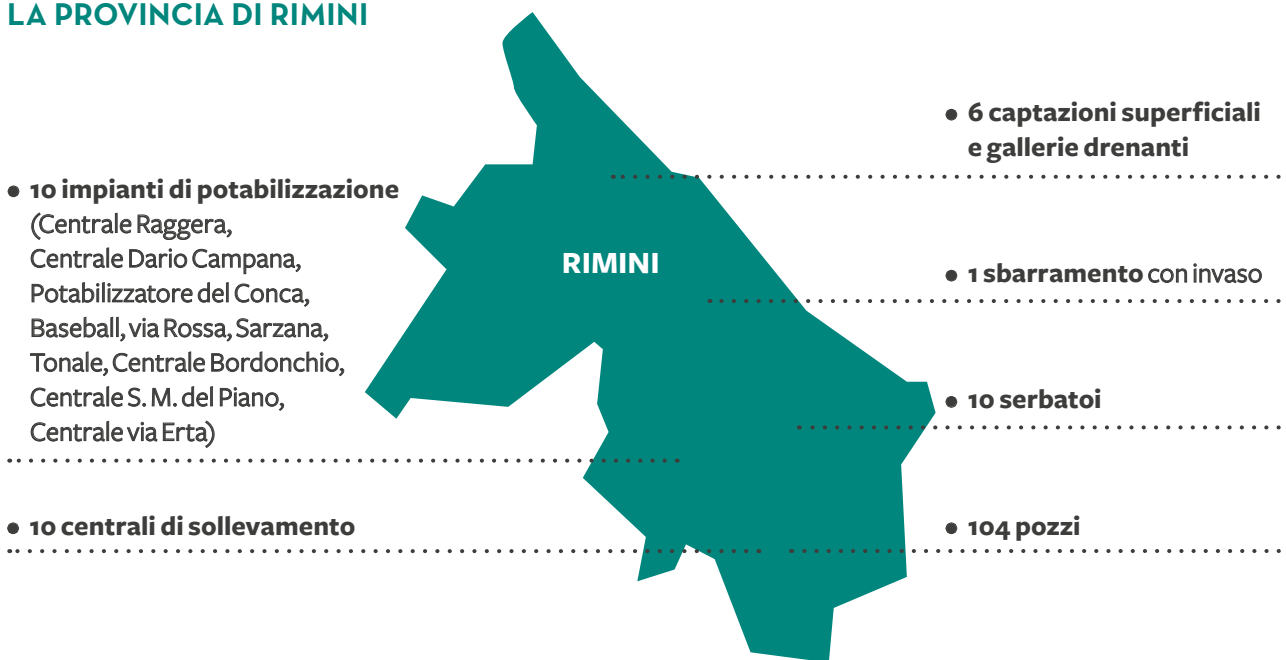 LA PROVINCIA DI RIMINI
• 10 impianti di potabilizzazione
(Centrale Raggera,
Centrale Dario Campana,
Potabilizzatore del Conca,
Baseball, via Rossa, Sarzana,
Tonale, Centrale Bordonchio,
Centrale S. M. del Piano,
Centrale via Erta)
• 10 centrali di sollevamento
RIMINI
• 6 captazioni superficiali
e gallerie drenanti
• 1 sbarramento con invaso
• 10 serbatoi
• 104 pozzi